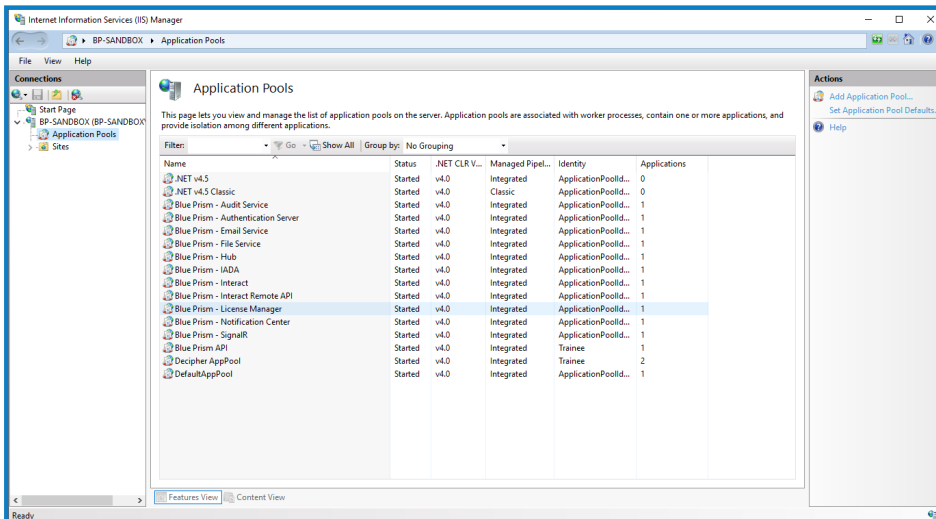 Internet Information Services (IIS) Manager
BP-SANDBOX Application Pools
File View Help
Connections
Start Page
BP-SANDBOX (BP-SANDBOX\
Application Pools
Sites
Application Pools
This page lets you view and manage the list of application pools on the server. Application pools are associated with worker processes, contain one or more applications, and
provide isolation among different applications.
Filter: Go Show All Group by: No Grouping
Name Status .NET CLR V... Managed Pipel... Identity Applications
.NET v4.5 Started v4.0 Integrated ApplicationPoolId... 0
.NET v4.5 Classic Started v4.0 Classic ApplicationPoolId... 0
Blue Prism - Audit Service Started v4.0 Integrated ApplicationPoolId... 1
Blue Prism - Authentication Server Started v4.0 Integrated ApplicationPoolId... 1
Blue Prism - Email Service Started v4.0 Integrated ApplicationPoolId... 1
Blue Prism - File Service Started v4.0 Integrated ApplicationPoolId... 1
Blue Prism - Hub Started v4.0 Integrated ApplicationPoolId... 1
Blue Prism - IADA Started v4.0 Integrated ApplicationPoolId... 1
Blue Prism - Interact Started v4.0 Integrated ApplicationPoolId... 1
Blue Prism - Interact Remote API Started v4.0 Integrated ApplicationPoolId... 1
Blue Prism - License Manager Started v4.0 Integrated ApplicationPoolId... 1
Blue Prism - Notification Center Started v4.0 Integrated ApplicationPoolId... 1
Blue Prism - SignalR Started v4.0 Integrated ApplicationPoolId... 1
Blue Prism API Started v4.0 Integrated Trainee 1
Decipher AppPool Started v4.0 Integrated Trainee 2
DefaultAppPool Started v4.0 Integrated ApplicationPoolId... 1
Features View Content View
Actions
Add Application Pool...
Set Application Pool Defaults.
Help
Ready